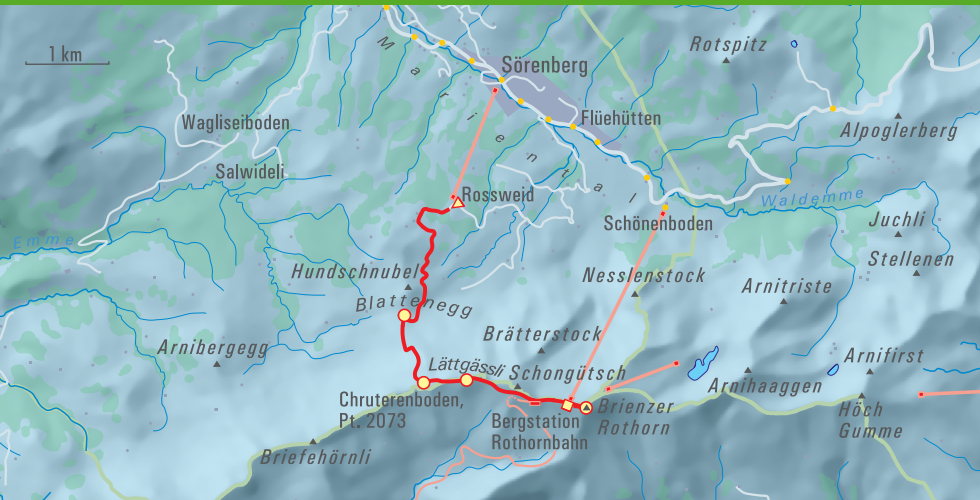 1 km
Mariental
Rotspitz
Sörenberg
Wagliseiboden
Flüehütten
Alpoglerberg
Salwideli
Rossweid
Waldemme
Schönenboden
Juchli
Emme
Stellenen
Hundschnubel
Nesslenstock
Arnitriste
Blattenegg
Brätterstock
Arnibergegg
Arnifirst
Lättgässli
Schongütsch
Arnihaaggen
Chruterenboden,
Pt. 2073
Bergstation
Rothornbahn
Brienzer
Rothorn
Höch
Gumme
Briefehörnli